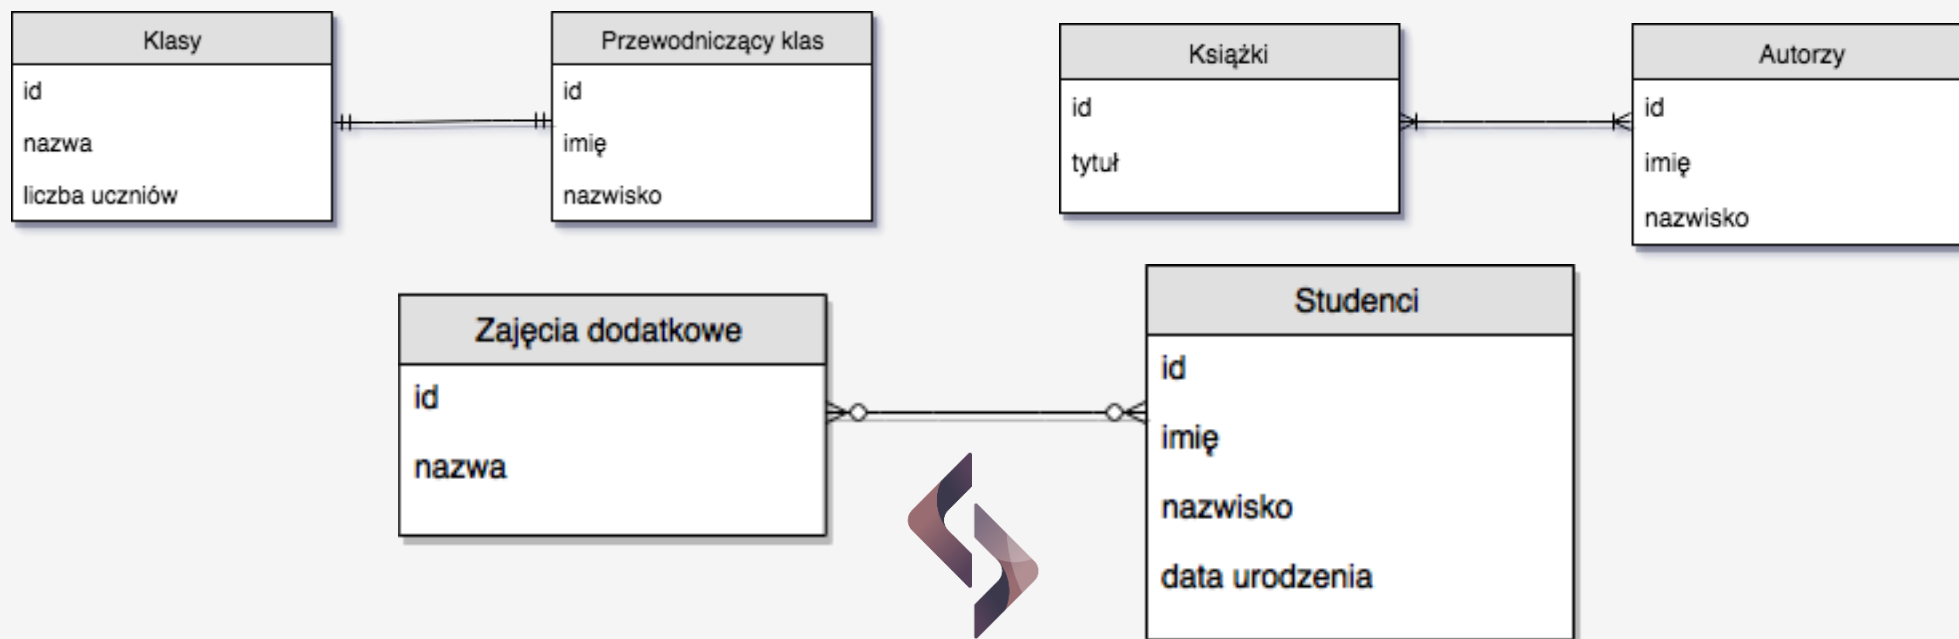 Klasy
id
nazwa
liczba uczniów
Przewodniczący klas
id
imię
nazwisko
Książki
id
tytuł
Autorzy
id
imię
nazwisko
Zajęcia dodatkowe
id
nazwa
Studenci
id
imię
nazwisko
data urodzenia